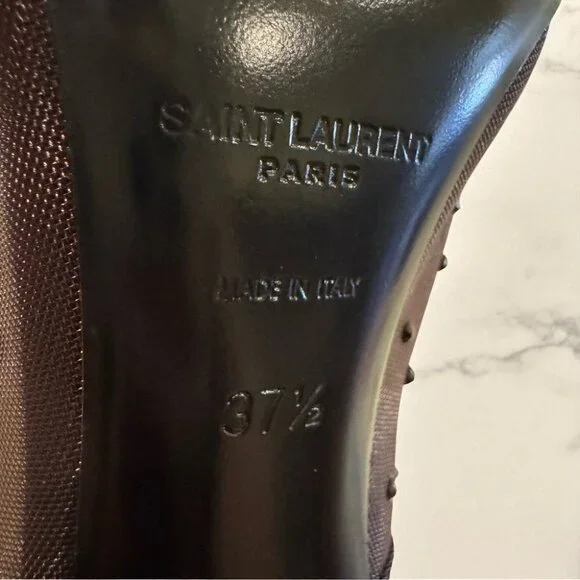 SAINT LAURENT
PARIS
MADE IN ITALY
37½